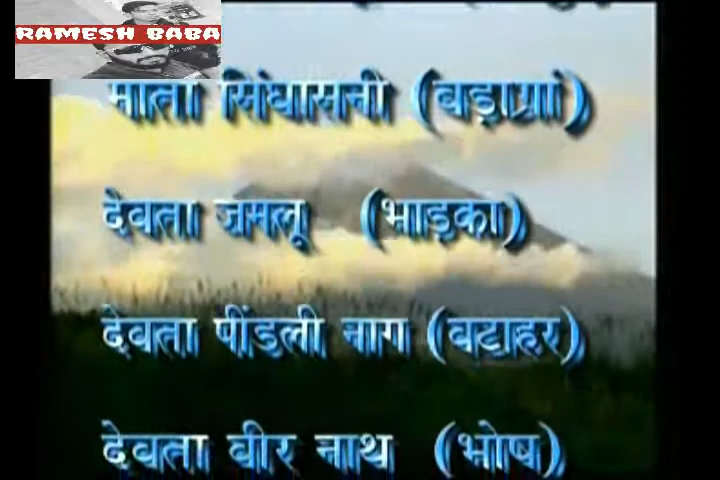 RAMESH BABA
माता सिंघासनी (बड़ाग्रां)
देवता जमलू (भाड़का)
देवता पींडली नाग (बटाहर)
देवता वीर नाथ (भोष)